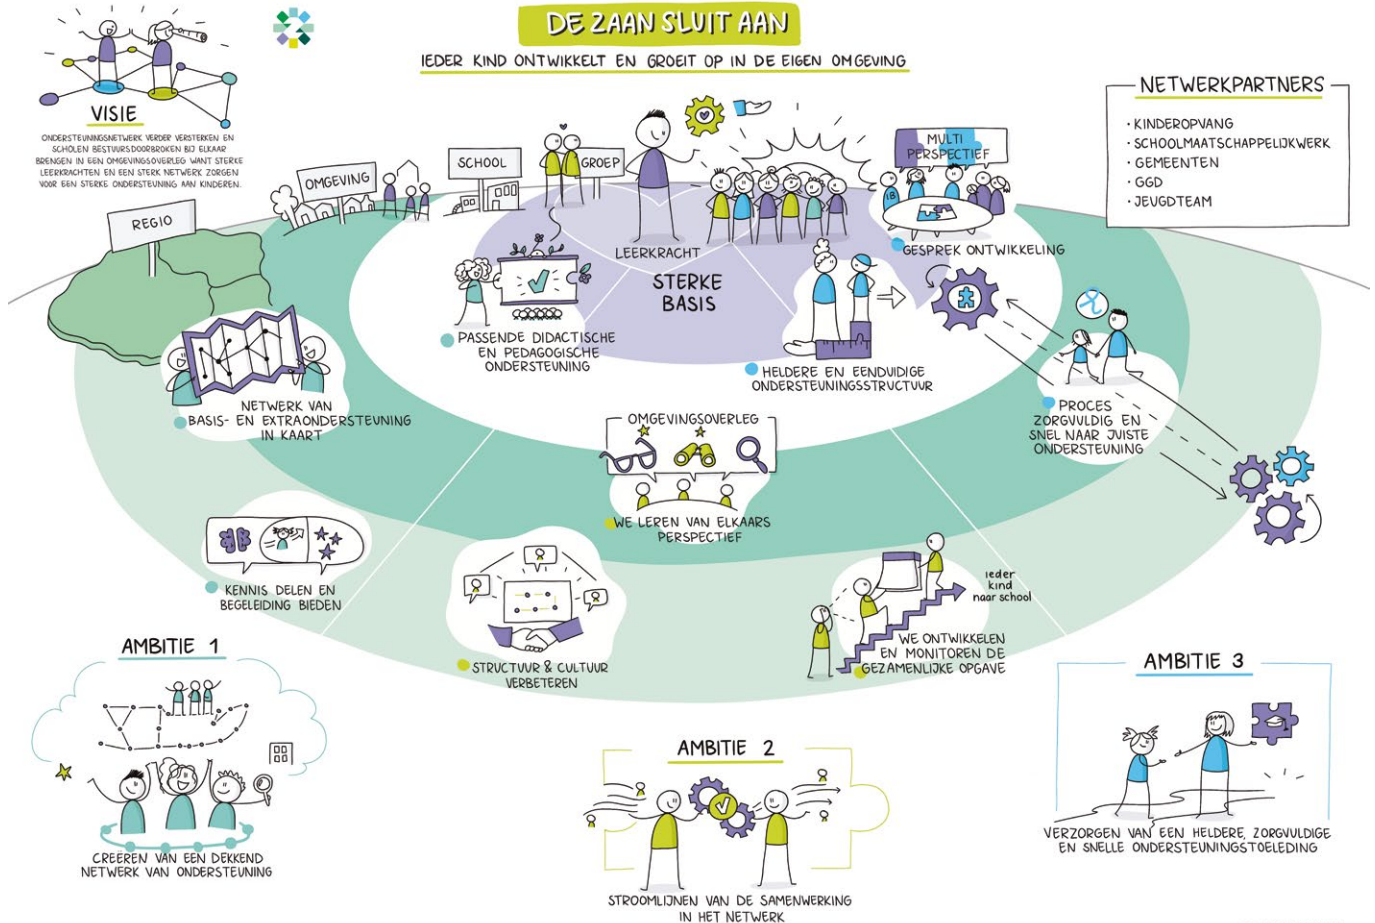 DE ZAAN SLUIT AAN
IEDER KIND ONTWIKKELT EN GROEIT OP IN DE EIGEN OMGEVING
VISIE
ONDERSTEUNINGSNETWERK VERDER VERSTERKEN EN
SCHOLEN BESTUURSDOORBROKEN BIJ ELKAAR
BRENGEN IN EEN OMGEVINGSOVERLEG WANT STERKE
LEERKRACHTEN EN EEN STERK NETWERK ZORGEN
VOOR EEN STERKE ONDERSTEUNING AAN KINDEREN.
NETWERKPARTNERS
· KINDEROPVANG
· SCHOOLMAATSCHAPPELIJKWERK
· GEMEENTEN
· GGD
· JEUGDTEAM
REGIO
OMGEVING
SCHOOL
GROEP
LEERKRACHT
STERKE
BASIS
MULTI
PERSPECTIEF
IB
GESPREK ONTWIKKELING
PASSENDE DIDACTISCHE
EN PEDAGOGISCHE
ONDERSTEUNING
HELDERE EN EENDUIDIGE
ONDERSTEUNINGSSTRUCTUUR
NETWERK VAN
BASIS- EN EXTRAONDERSTEUNING
IN KAART
OMGEVINGSOVERLEG
WE LEREN VAN ELKAARS
PERSPECTIEF
PROCES
ZORGVULDIG EN
SNEL NAAR JUISTE
ONDERSTEUNING
KENNIS DELEN EN
BEGELEIDING BIEDEN
STRUCTUUR & CULTUUR
VERBETEREN
ieder
kind
naar school
WE ONTWIKKELEN
EN MONITOREN DE
GEZAMENLIJKE OPGAVE
AMBITIE 1
CREËREN VAN EEN DEKKEND
NETWERK VAN ONDERSTEUNING
AMBITIE 2
STROOMLIJNEN VAN DE SAMENWERKING
IN HET NETWERK
AMBITIE 3
VERZORGEN VAN EEN HELDERE, ZORGVULDIGE
EN SNELLE ONDERSTEUNINGSTOELEIDING